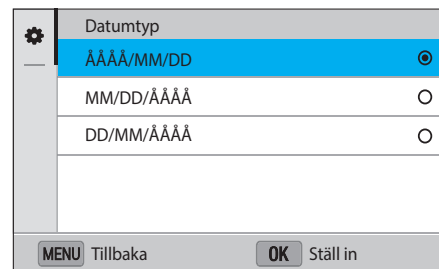 Datumtyp
ÅÅÅÅ/MM/DD
MM/DD/ÅÅÅÅ
DD/MM/ÅÅÅÅ
MENU Tillbaka OK Ställ in